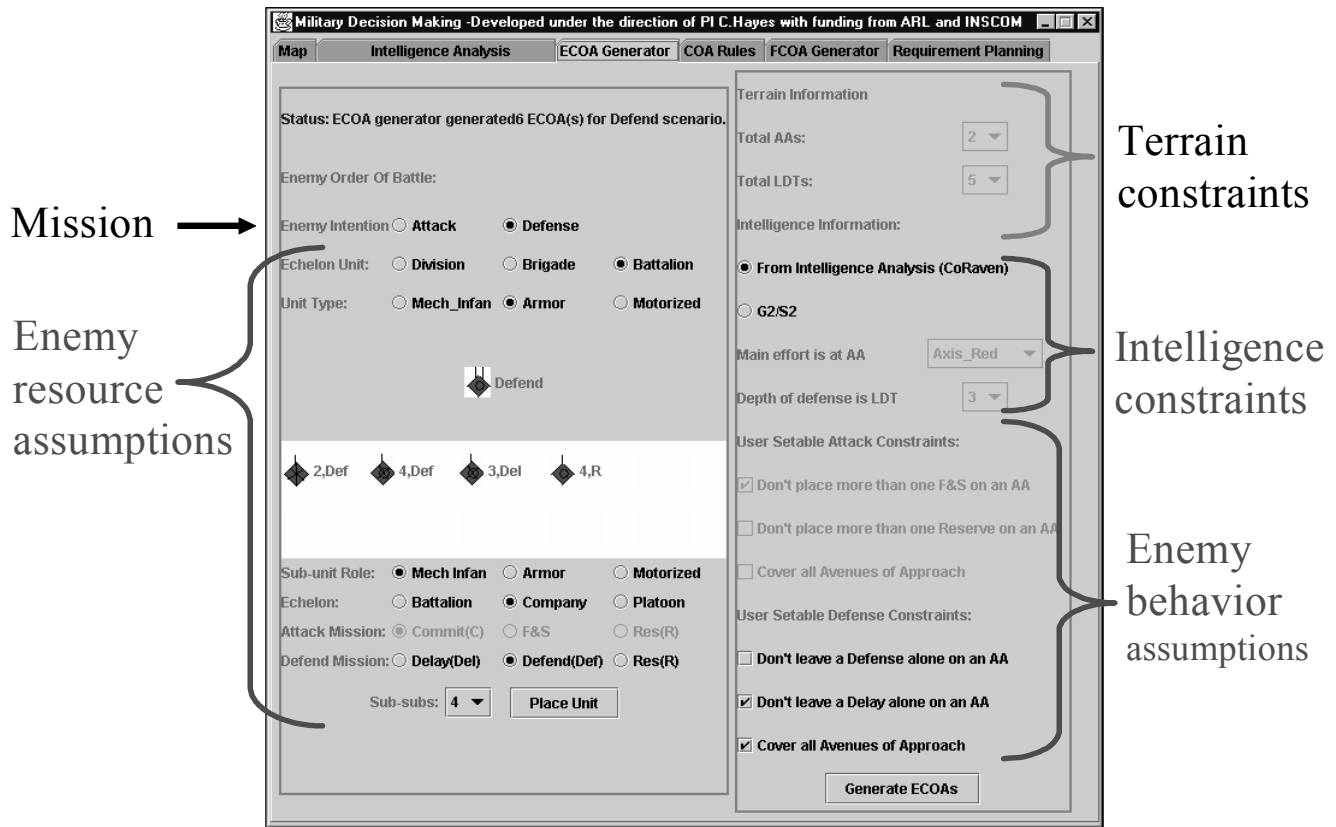 Military Decision Making -Developed under the direction of PI C.Hayes with funding from ARL and INSCOM
Map Intelligence Analysis ECOA Generator COA Rules FCOA Generator Requirement Planning
Status: ECOA generator generated6 ECOA(s) for Defend scenario.
Enemy Order Of Battle:
Mission
Enemy Intention Attack Defense
Echelon Unit: Division Brigade Battalion
Unit Type: Mech_Infan Armor Motorized
Enemy
resource
assumptions
Defend
2,Def 4,Def 3,Del 4,R
Sub-unit Role: Mech Infan Armor Motorized
Echelon: Battalion Company Platoon
Attack Mission: Commit(C) F&S Res(R)
Defend Mission: Delay(Del) Defend(Def) Res(R)
Sub-subs: 4 Place Unit
Terrain Information
Total AAs: 2
Total LDTs: 5
Terrain
constraints
Intelligence Information:
From Intelligence Analysis (CoRaven)
G2/S2
Main effort is at AA Axis_Red
Depth of defense is LDT 3
Intelligence
constraints
User Setable Attack Constraints:
Don't place more than one F&S on an AA
Don't place more than one Reserve on an AA
Cover all Avenues of Approach
User Setable Defense Constraints:
Don't leave a Defense alone on an AA
Don't leave a Delay alone on an AA
Cover all Avenues of Approach
Enemy
behavior
assumptions
Generate ECOAs